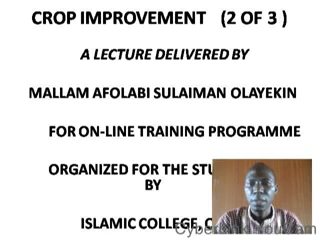 CROP IMPROVEMENT (2 OF 3 )
A LECTURE DELIVERED BY
MALLAM AFOLABI SULAIMAN OLAYEKIN
FOR ON-LINE TRAINING PROGRAMME
ORGANIZED FOR THE
BY
ISLAMIC COLLEGE,